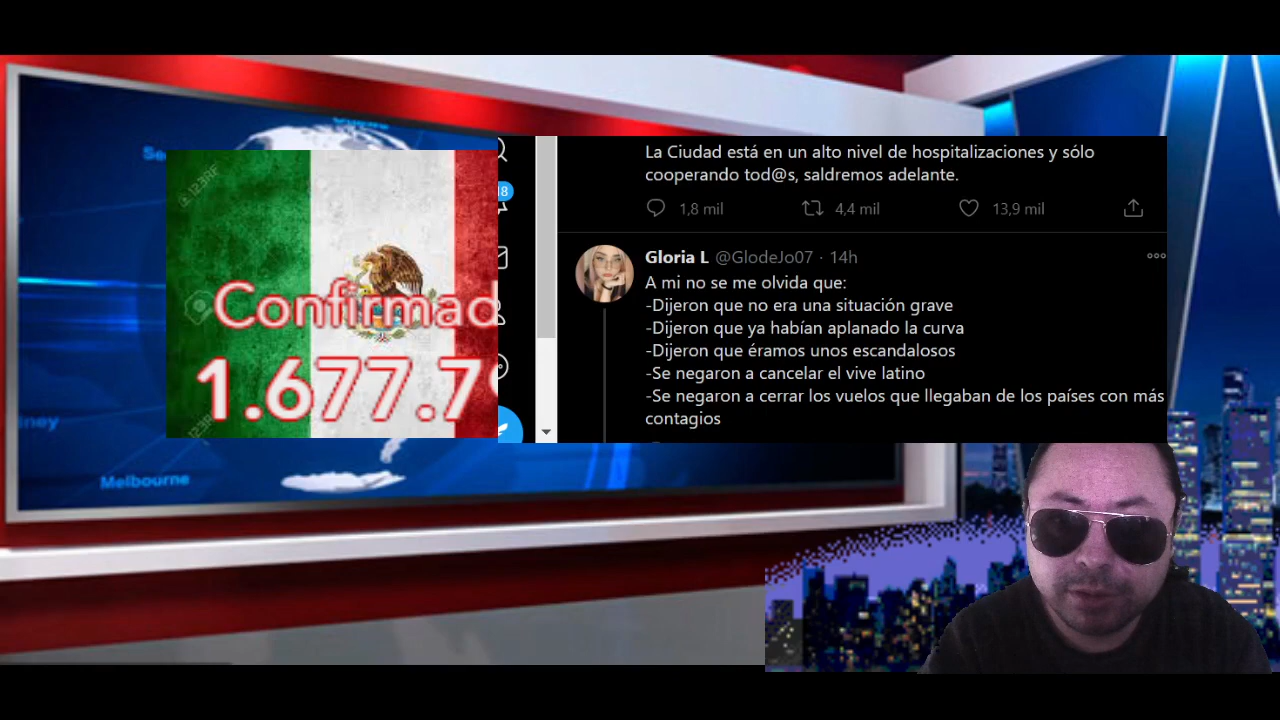 123RF
Confirmad
1.677.7
123RF
Melbourne
18
La Ciudad está en un alto nivel de hospitalizaciones y sólo
cooperando tod@s, saldremos adelante.
1,8 mil 4,4 mil 13,9 mil
Gloria L @GlodeJo07 · 14h
A mi no se me olvida que:
-Dijeron que no era una situación grave
-Dijeron que ya habían aplanado la curva
-Dijeron que éramos unos escandalosos
-Se negaron a cancelar el vive latino
-Se negaron a cerrar los vuelos que llegaban de los países con más
contagios